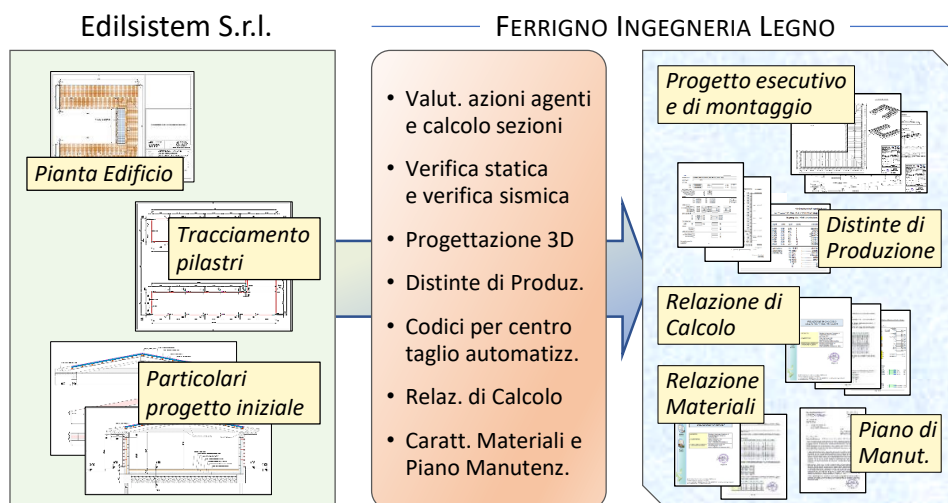 Edilsistem S.r.l.
FERRIGNO INGEGNERIA LEGNO
Pianta Edificio
Tracciamento
pilastri
Particolari
progetto iniziale
• Valut. azioni agenti
e calcolo sezioni
• Verifica statica
e verifica sismica
• Progettazione 3D
• Distinte di Produz.
• Codici per centro
taglio automatizz.
• Relaz. di Calcolo
• Caratt. Materiali e
Piano Manutenz.
Progetto esecutivo
e di montaggio
Distinte di
Produzione
Relazione di
Calcolo
Relazione
Materiali
Piano di
Manut.